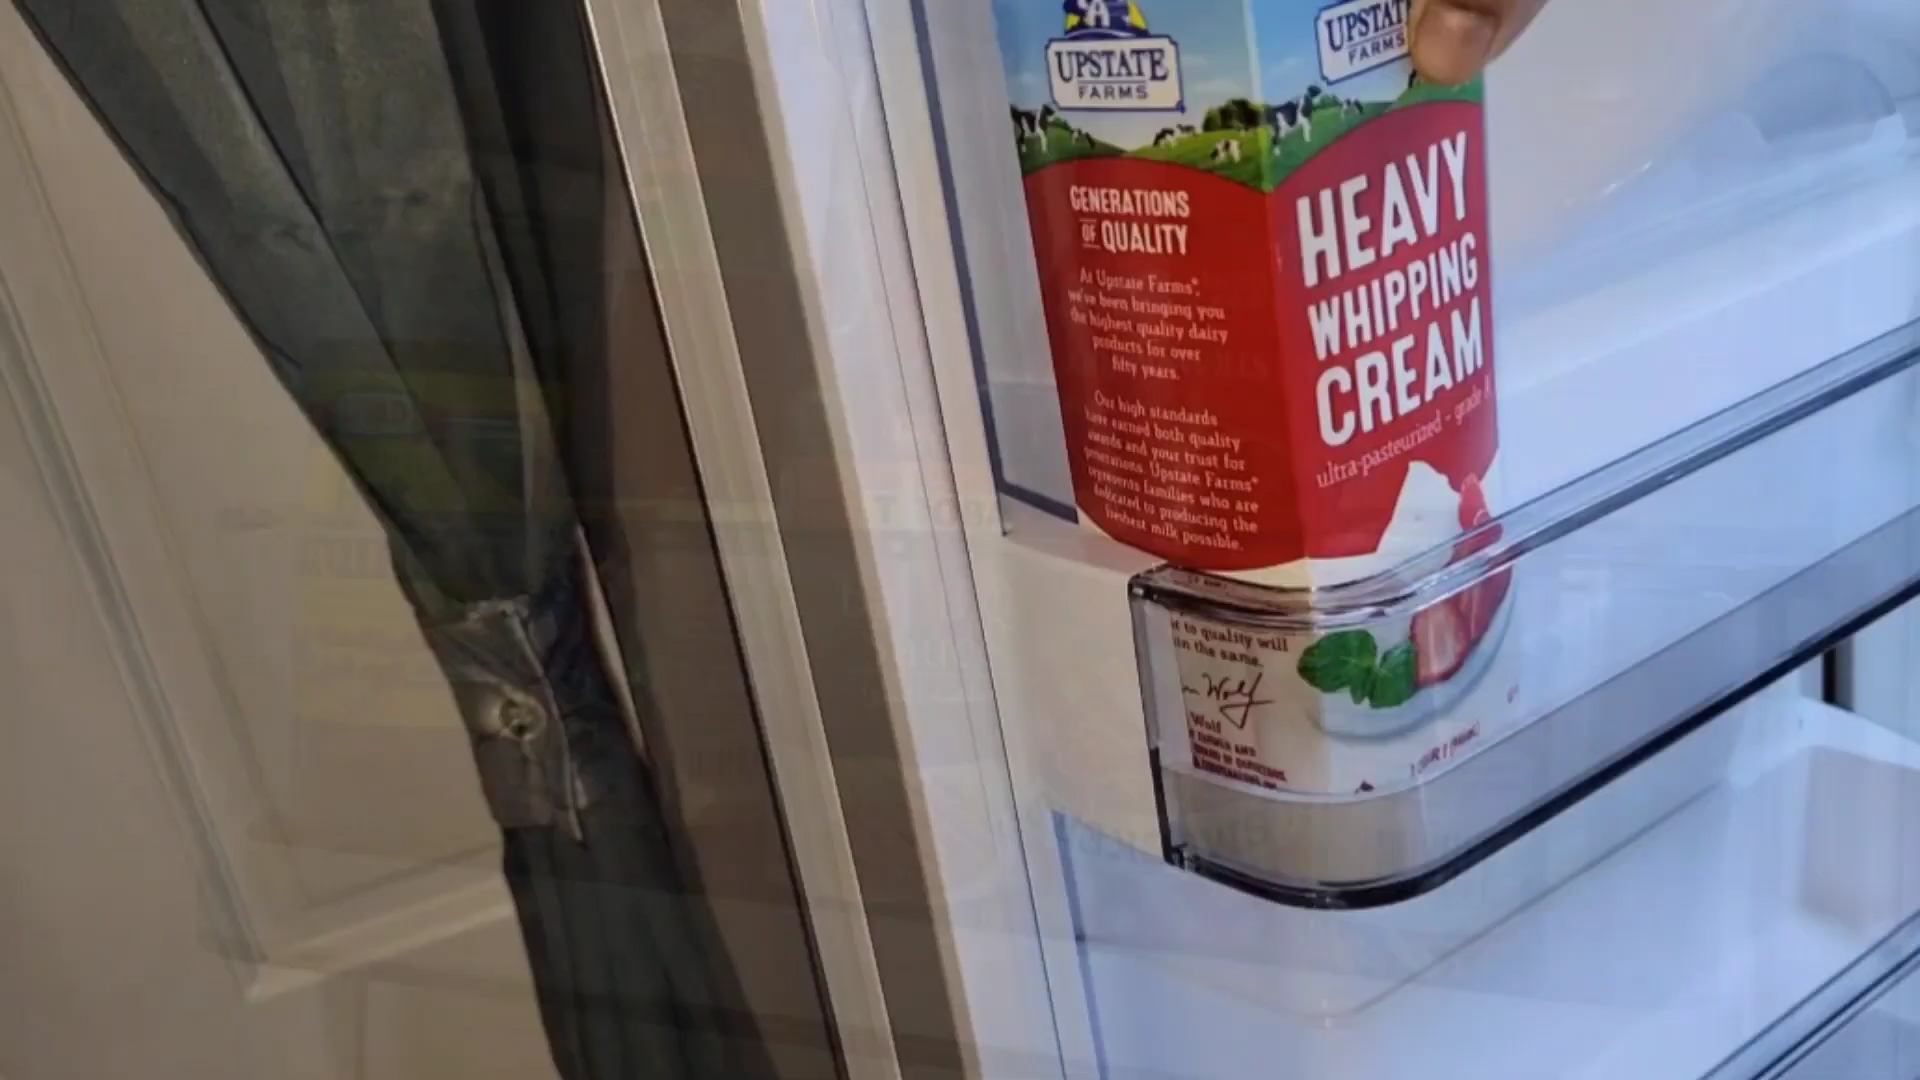 UPSTATE
FARMS
UPSTATE
FARMS
GENERATIONS
OF QUALITY
At Upstate Farms®,
we've been bringing you
the highest quality dairy
products for over
fifty years.
Our high standards
have earned both quality
awards and your trust for
generations. Upstate Farms®
represents families who are
dedicated to producing the
freshest milk possible.
to quality will
in the same.
Wolf
Wolf
HEAVY
WHIPPING
CREAM
ultra-pasteurized - grade A